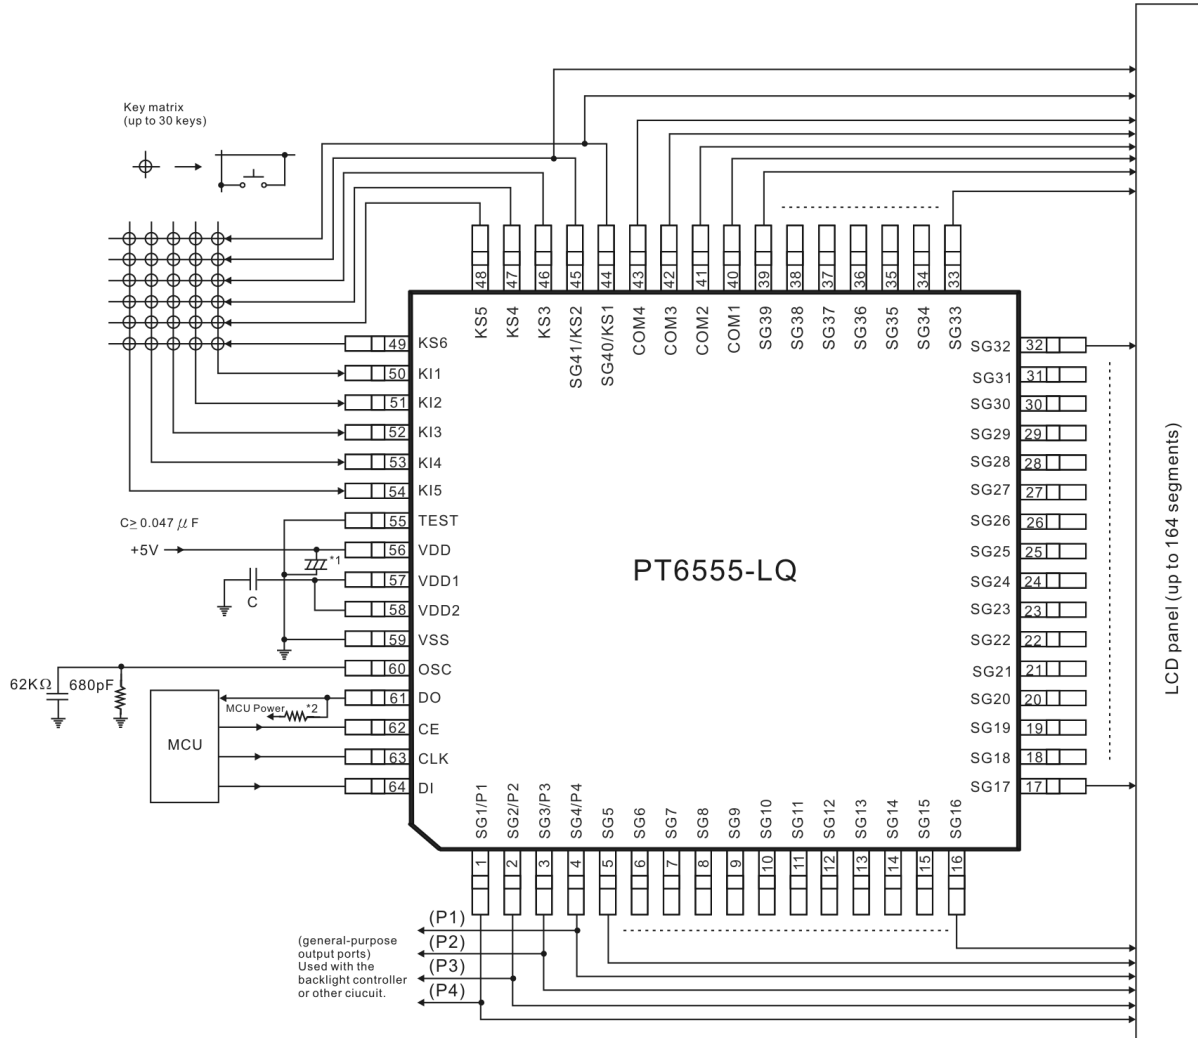 Key matrix
(up to 30 keys)
48
47
46
45
44
43
42
41
40
39
38
37
36
35
34
33
KS5
KS4
KS3
SG41/KS2
SG40/KS1
COM4
COM3
COM2
COM1
SG39
SG38
SG37
SG36
SG35
SG34
SG33
49 KS6
50 KI1
51 KI2
52 KI3
53 KI4
54 KI5
55 TEST
56 VDD
57 VDD1
58 VDD2
59 VSS
60 OSC
61 DO
62 CE
63 CLK
64 DI
C≥ 0.047 μ F
+5V
*1
C
62KΩ
680pF
MCU Power
*2
MCU
PT6555-LQ
SG32 32
SG31 31
SG30 30
SG29 29
SG28 28
SG27 27
SG26 26
SG25 25
SG24 24
SG23 23
SG22 22
SG21 21
SG20 20
SG19 19
SG18 18
SG17 17
LCD panel (up to 164 segments)
SG1/P1
SG2/P2
SG3/P3
SG4/P4
SG5
SG6
SG7
SG8
SG9
SG10
SG11
SG12
SG13
SG14
SG15
SG16
1
2
3
4
5
6
7
8
9
10
11
12
13
14
15
16
(P1)
(P2)
(P3)
(P4)
(general-purpose
output ports)
Used with the
backlight controller
or other ciucuit.